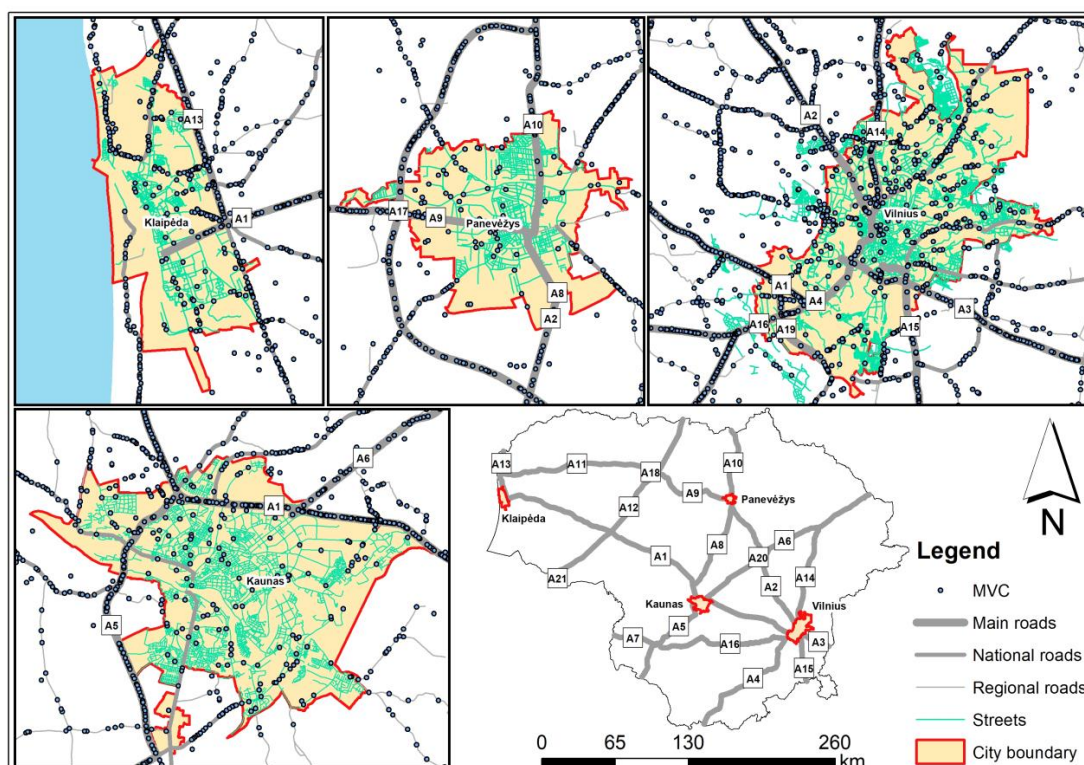 A13
A1
Klaipėda
A10
A17
A9
Panevėžys
A8
A2
A2
A14
Vilnius
A1
A4
A16
A19
A15
A3
A6
A1
Kaunas
A5
A13
A11
A18
A10
A9
Panevėžys
Klaipėda
A12
A1
A8
A20
A6
A21
A2
A14
Kaunas
Vilnius
A7
A5
A16
A3
A4
A15
0 65 130 260
km
N
Legend
MVC
Main roads
National roads
Regional roads
Streets
City boundary